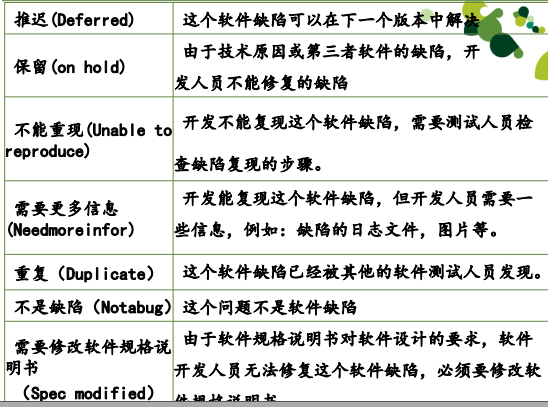 推迟(Deferred)
这个软件缺陷可以在下一个版本中解决
保留(on hold)
由于技术原因或第三者软件的缺陷，开
发人员不能修复的缺陷
不能重现(Unable to
reproduce)
开发不能复现这个软件缺陷，需要测试人员检
查缺陷复现的步骤。
需要更多信息
(Needmoreinfor)
开发能复现这个软件缺陷，但开发人员需要一
些信息，例如：缺陷的日志文件，图片等。
重复（Duplicate）
这个软件缺陷已经被其他的软件测试人员发现。
不是缺陷（Notabug）
这个问题不是软件缺陷
需要修改软件规格说
明书
（Spec modified）
由于软件规格说明书对软件设计的要求，软件
开发人员无法修复这个软件缺陷，必须要修改软
件规格说明书